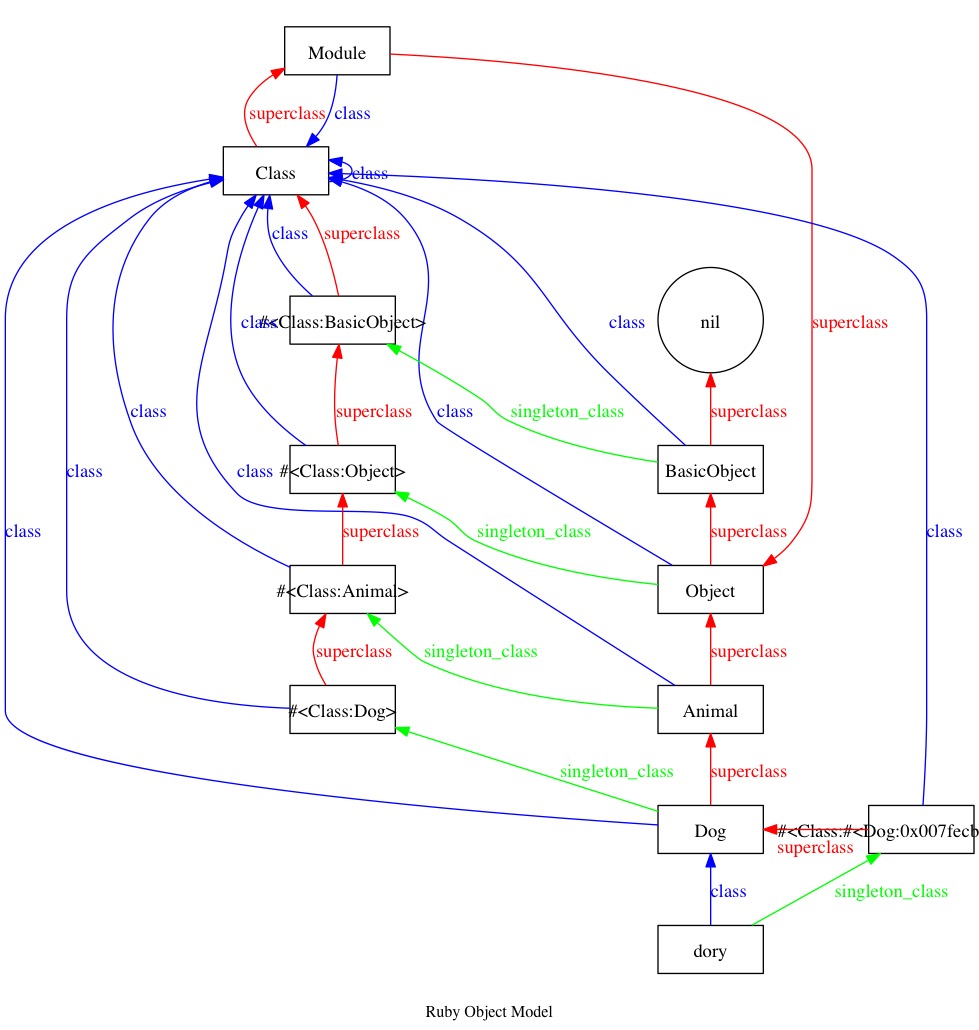 Module
superclass class
Class class
class superclass
class #<Class:BasicObject> class nil superclass
class singleton_class class superclass
class class #<Class:Object> BasicObject
class superclass singleton_class superclass class
#<Class:Animal> Object
superclass singleton_class superclass
#<Class:Dog> Animal
singleton_class superclass
Dog #<Class:#<Dog:0x007fecb
superclass
class singleton_class
dory
Ruby Object Model